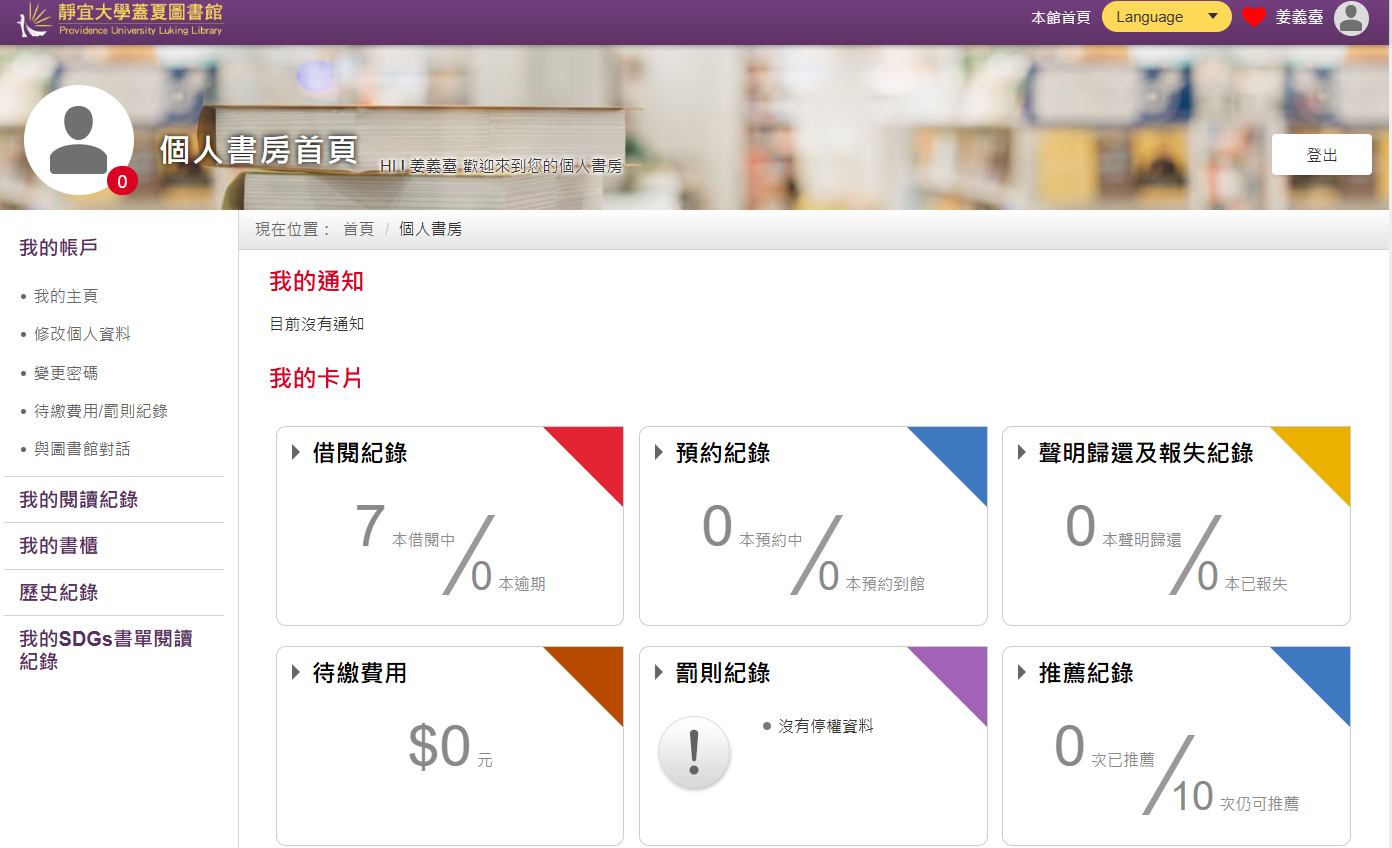 靜宜大學蓋夏圖書館
Providence University Luking Library
本館首頁
Language
姜義臺
0
個人書房首頁
HI ! 姜義臺 歡迎來到您的個人書房
登出
我的帳戶
• 我的主頁
• 修改個人資料
• 變更密碼
• 待繳費用/罰則紀錄
• 與圖書館對話
我的閱讀紀錄
我的書櫃
歷史紀錄
我的SDGs書單閱讀
紀錄
現在位置： 首頁 / 個人書房
我的通知
目前沒有通知
我的卡片
借閱紀錄
7 本借閱中
0 本逾期
預約紀錄
0 本預約中
0 本預約到館
聲明歸還及報失紀錄
0 本聲明歸還
0 本已報失
待繳費用
$0 元
罰則紀錄
• 沒有停權資料
推薦紀錄
0 次已推薦
10 次仍可推薦